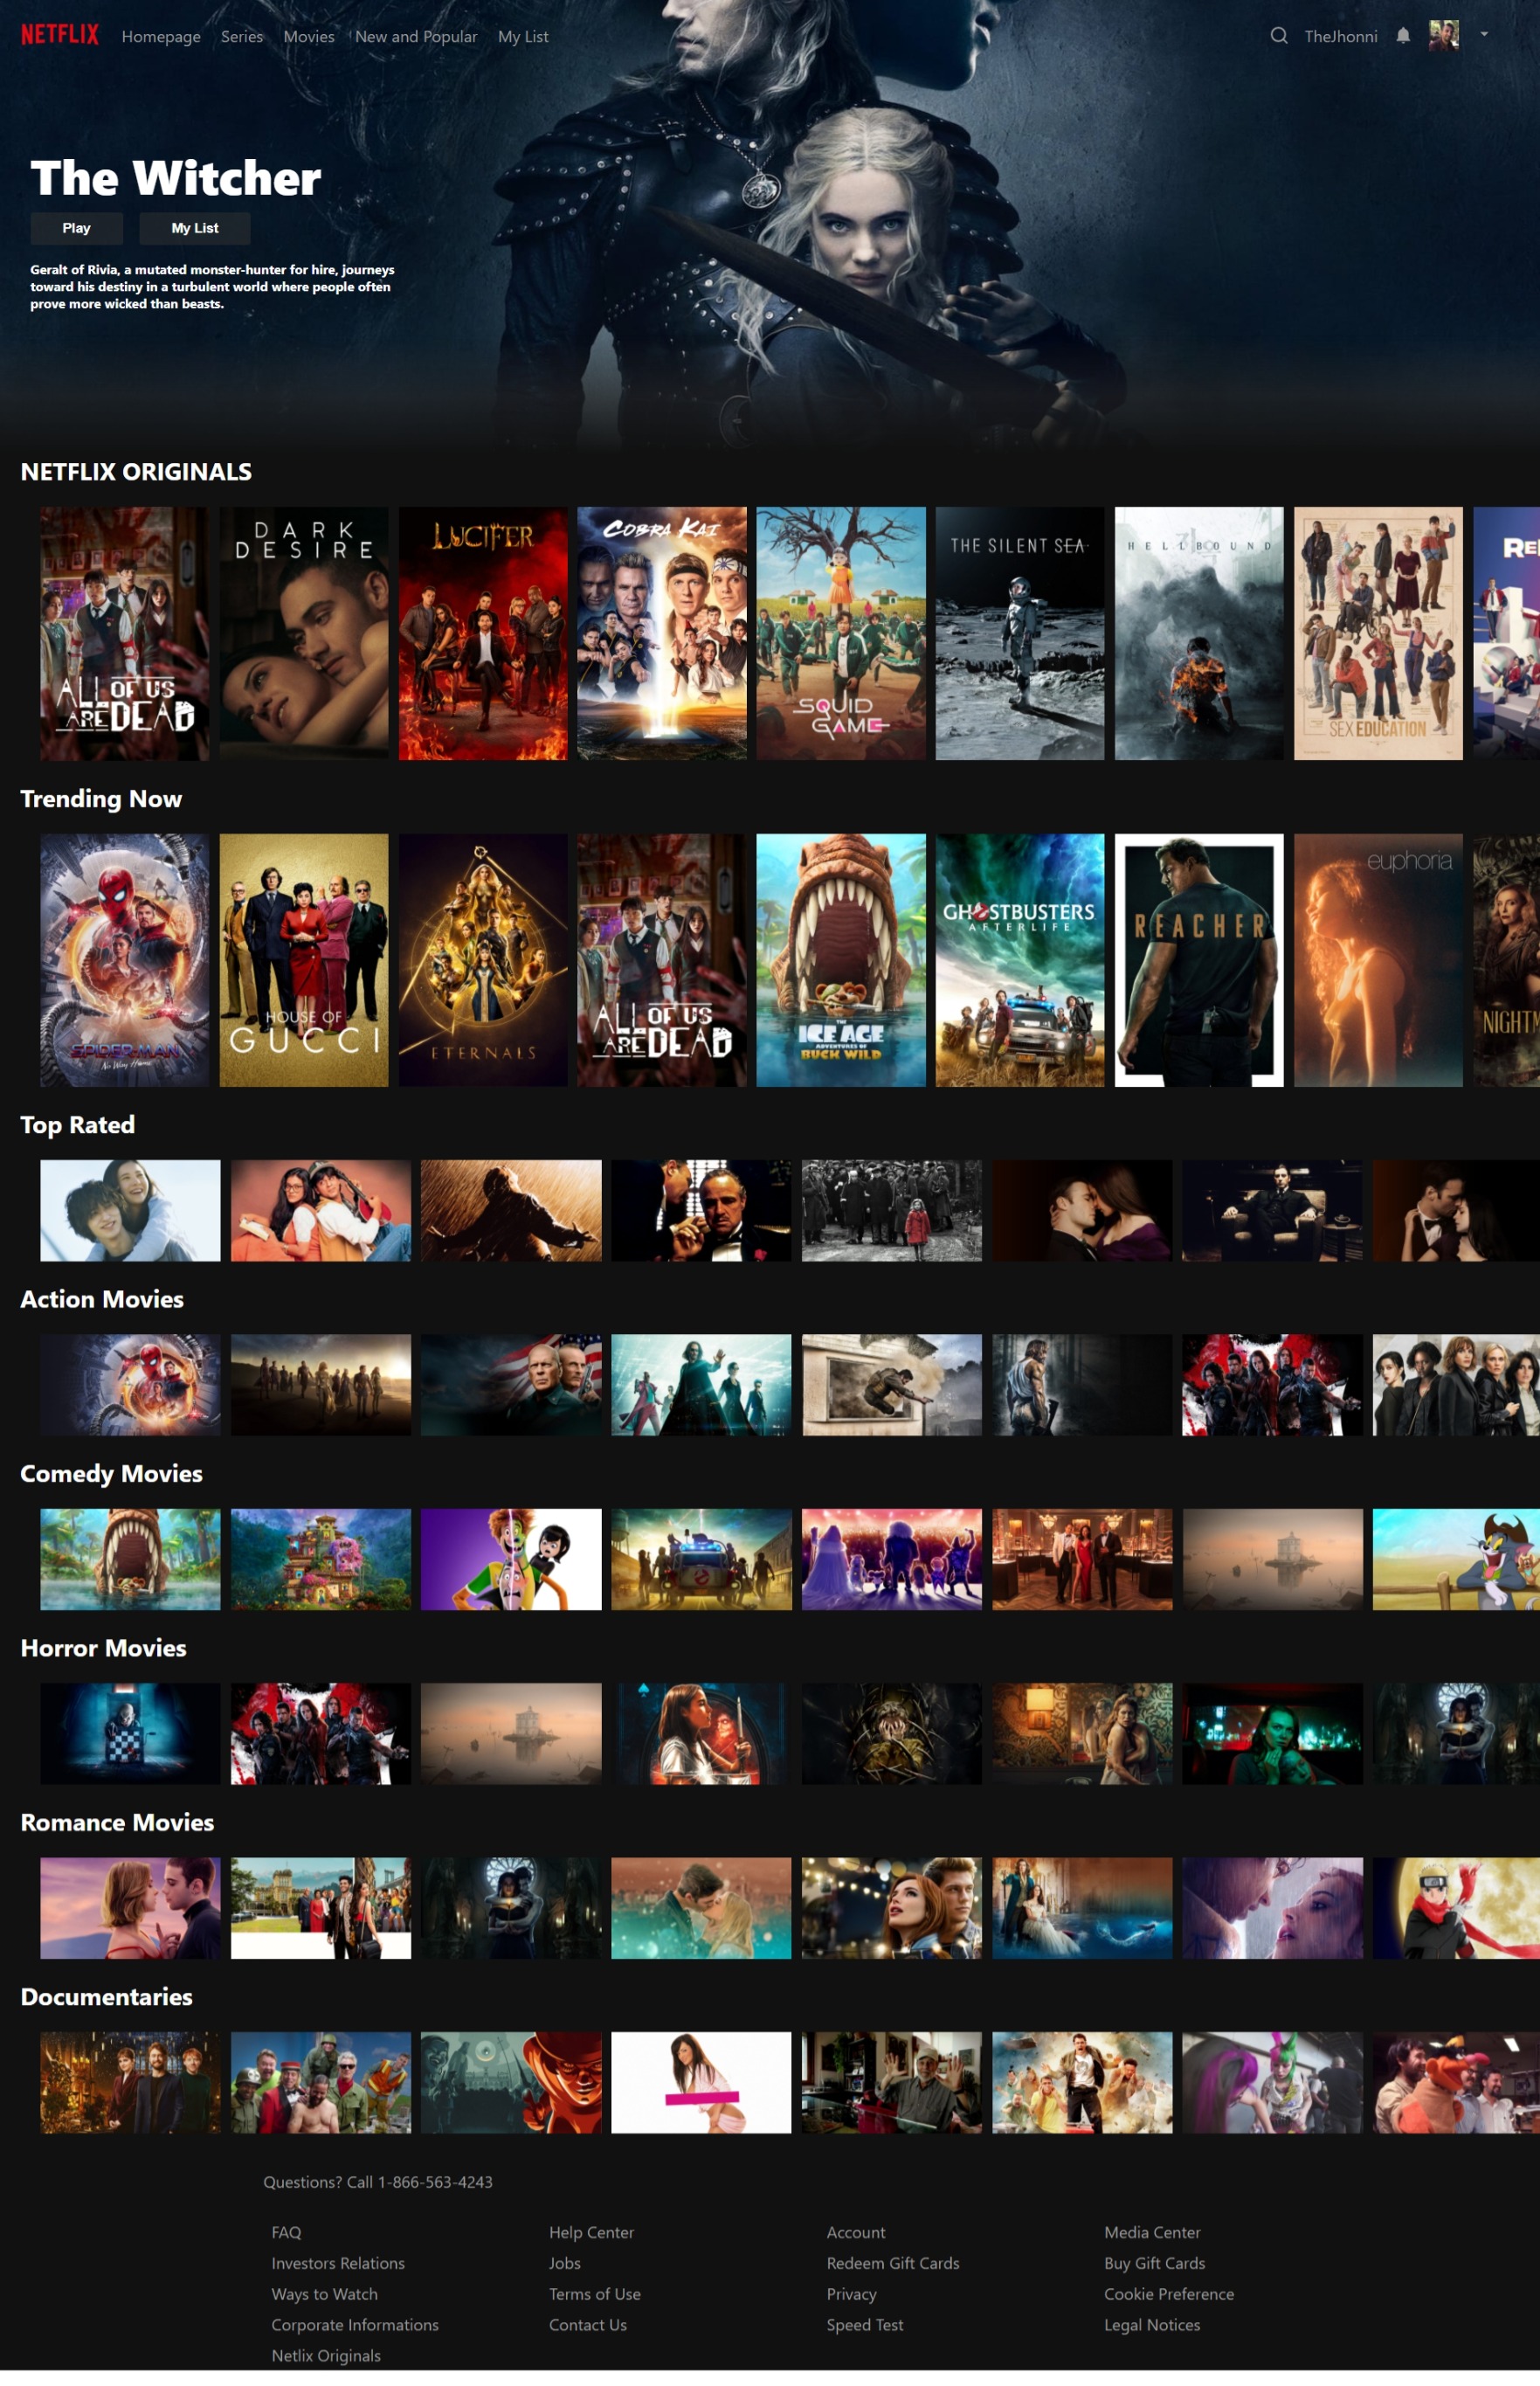 NETFLIX Homepage Series Movies New and Popular My List TheJhonni
The Witcher
Play My List
Geralt of Rivia, a mutated monster-hunter for hire, journeys
toward his destiny in a turbulent world where people often
prove more wicked than beasts.
NETFLIX ORIGINALS
ALL OF US
ARE DEAD
DARK
DESIRE
LUCIFER
COBRA KAI
SQUID
GAME
THE SILENT SEA
HELLBOUND
SEX EDUCATION
Trending Now
SPIDER-MAN
No Way Home
HOUSE OF
GUCCI
ETERNALS
ALL OF US
ARE DEAD
THE
ICE AGE
ADVENTURES OF
BUCK WILD
GHOSTBUSTERS
AFTERLIFE
REACHER
euphoria
Top Rated
Action Movies
Comedy Movies
Horror Movies
Romance Movies
Documentaries
Questions? Call 1-866-563-4243
FAQ Help Center Account Media Center
Investors Relations Jobs Redeem Gift Cards Buy Gift Cards
Ways to Watch Terms of Use Privacy Cookie Preference
Corporate Informations Contact Us Speed Test Legal Notices
Netlix Originals